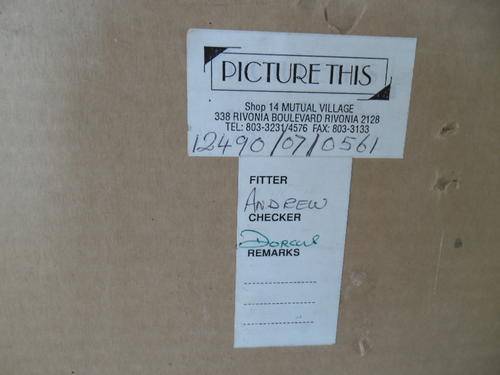 PICTURE THIS
Shop 14 MUTUAL VILLAGE
338 RIVONIA BOULEVARD RIVONIA 2128
TEL: 803-3231/4576 FAX: 803-3133
12490/07/0561
FITTER
ANDREW
CHECKER
DORCUS
REMARKS